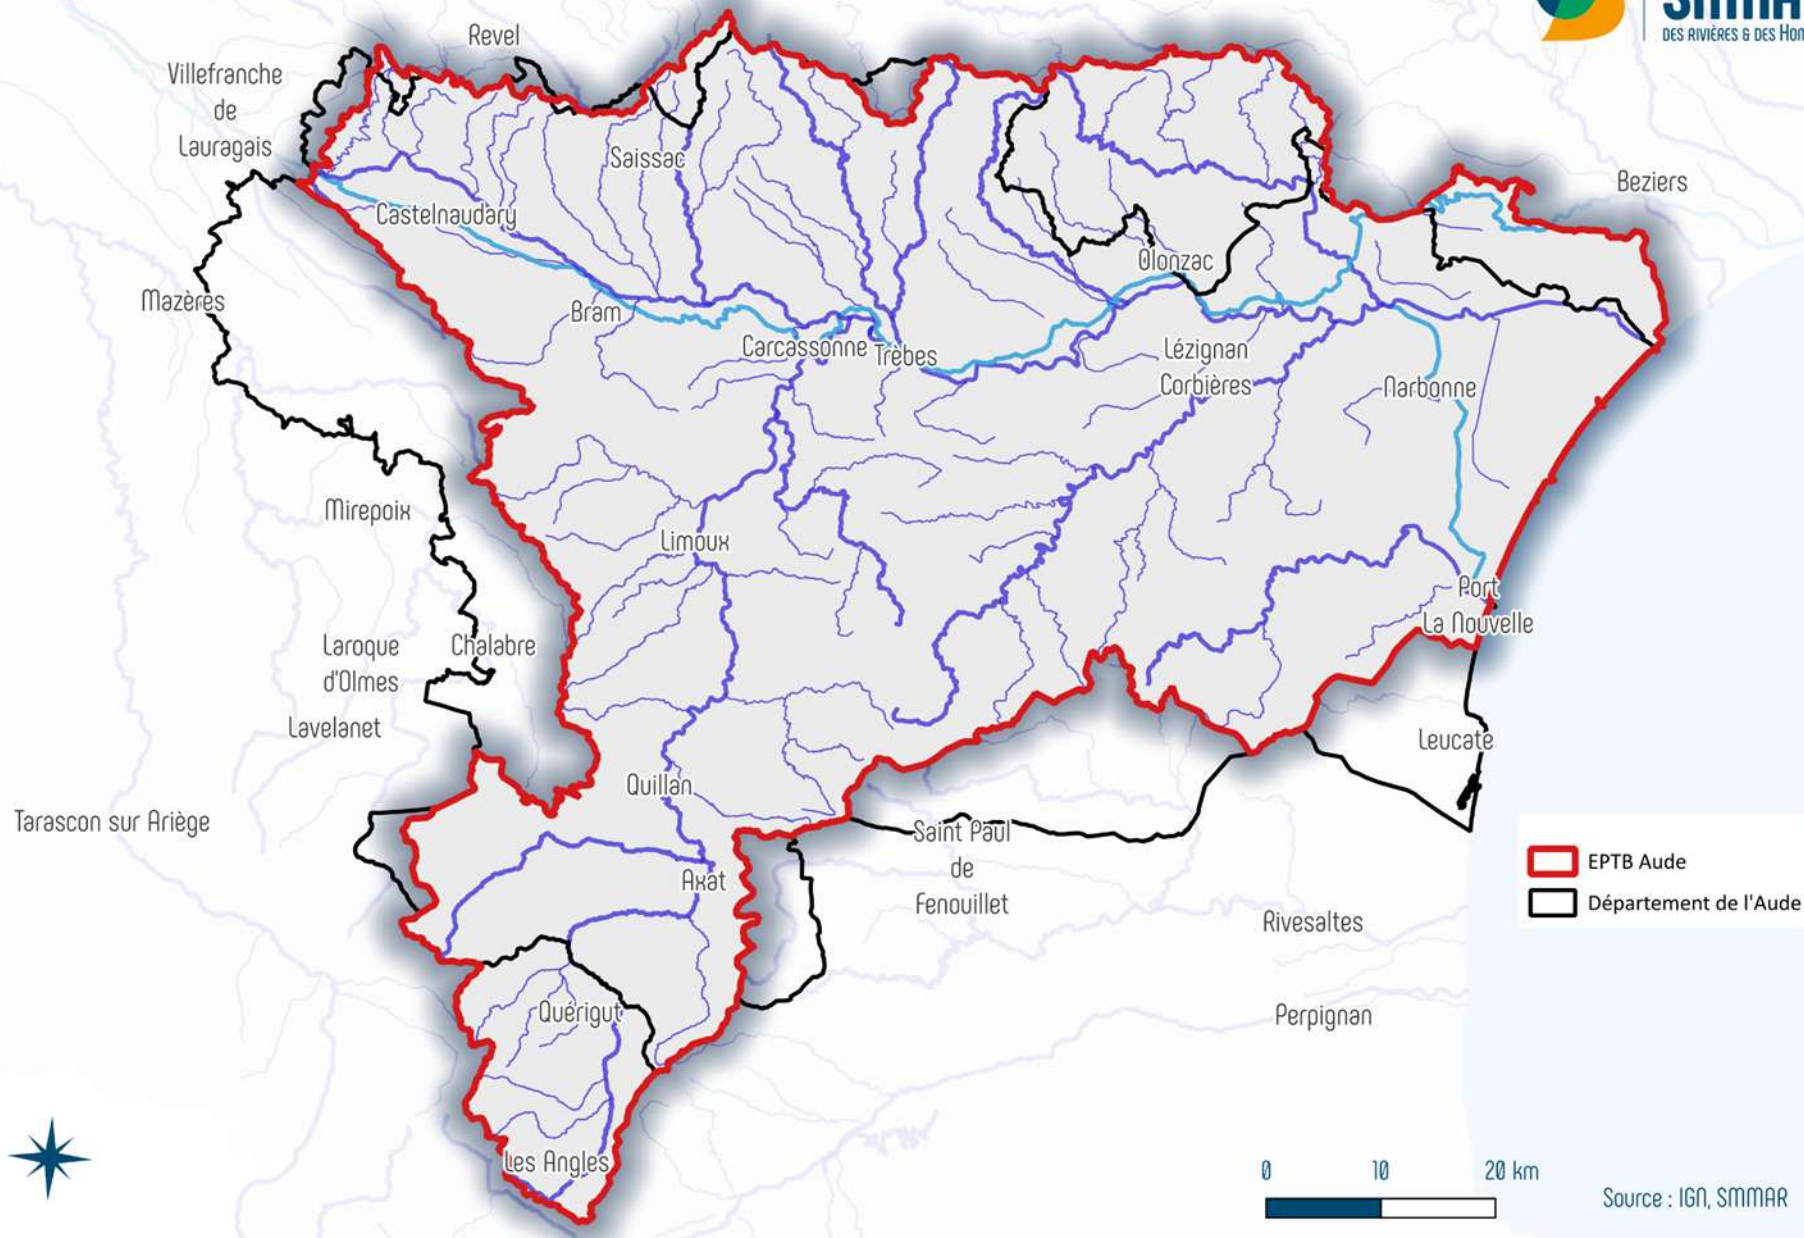 DES RIVIÈRES & DES
Revel
Villefranche
de
Lauragais
Saissac
Beziers
Castelnaudary
Olonzac
Mazères
Bram
Carcassonne
Trèbes
Lézignan
Corbières
Narbonne
Mirepoix
Limoux
Port
La Nouvelle
Laroque
d'Olmes
Chalabre
Lavelanet
Leucate
Quillan
Tarascon sur Ariège
Saint Paul
de
Fenouillet
Axat
EPTB Aude
Département de l'Aude
Rivesaltes
Quérigut
Perpignan
Les Angles
0 10 20 km
Source : IGN, SMMAR